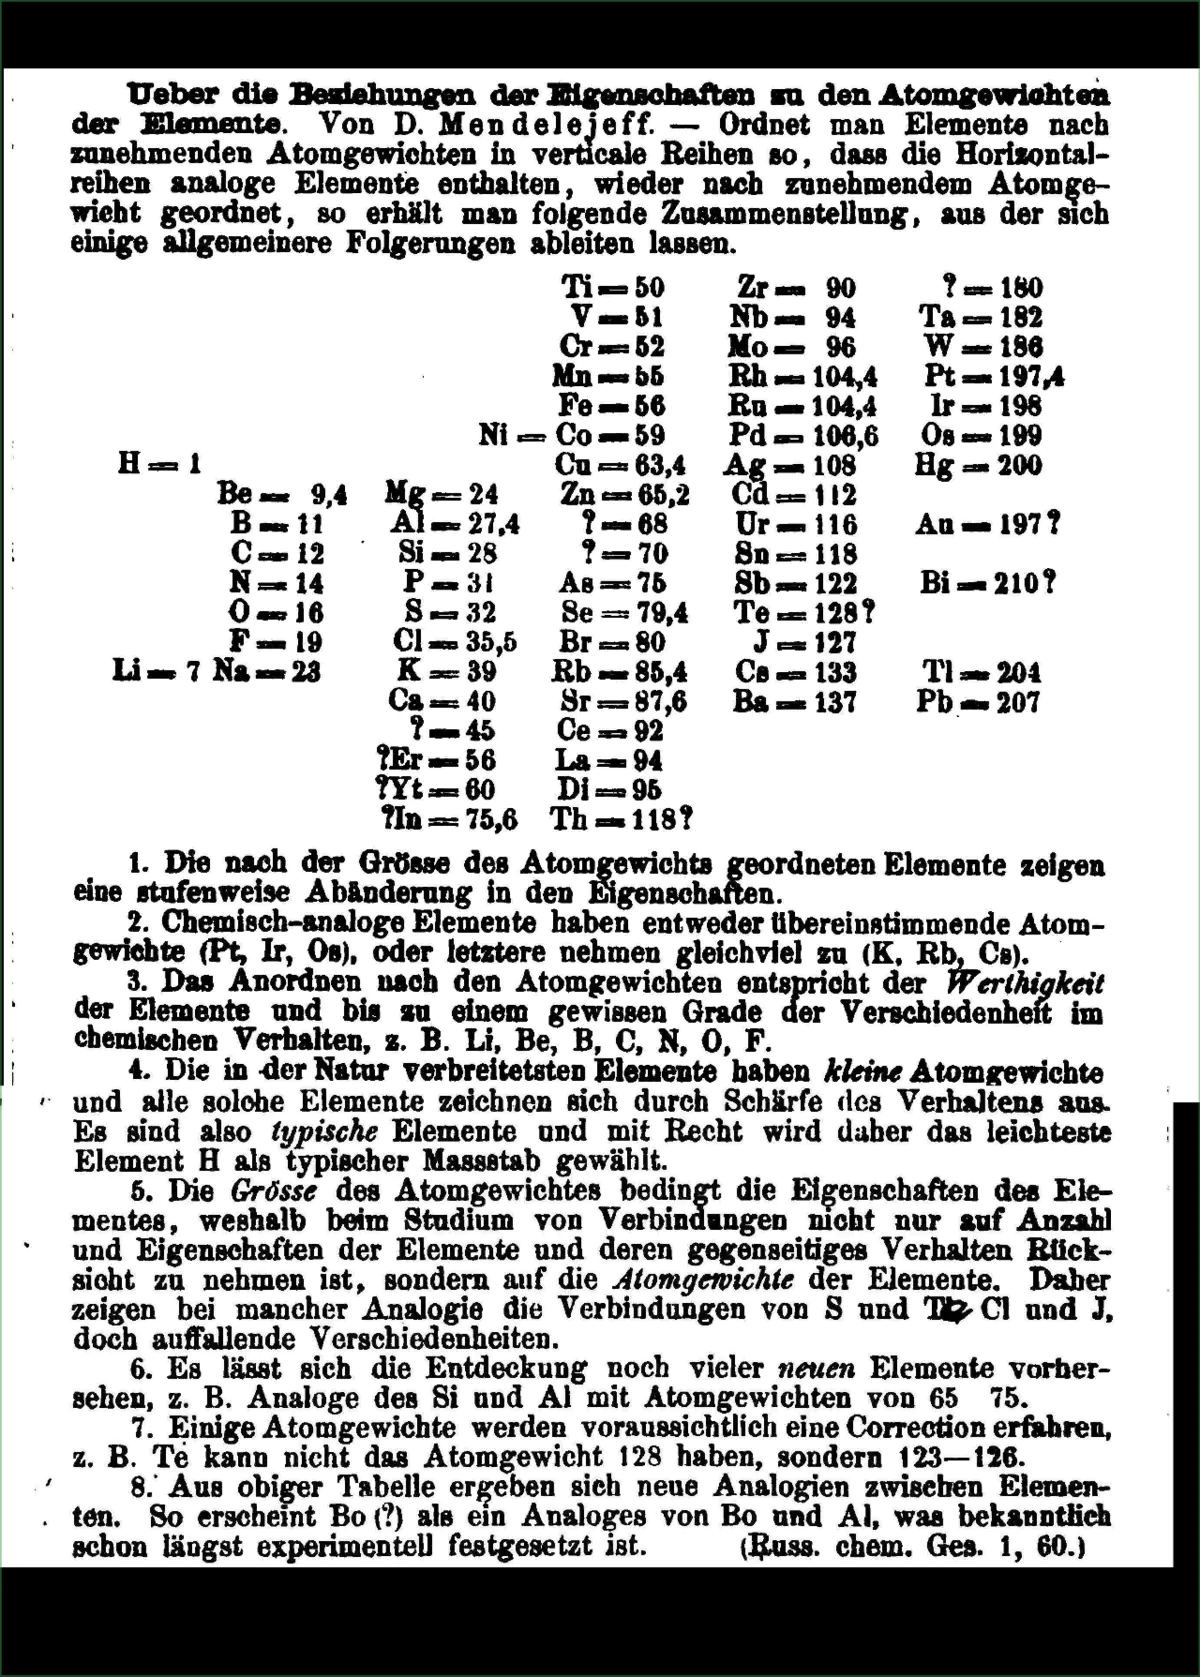 Ueber die Beziehungen der Eigenschaften zu den Atomgewichten
der Elemente. Von D. Mendelejeff. — Ordnet man Elemente nach
zunehmenden Atomgewichten in verticale Reihen so, dass die Horizontal-
reihen analoge Elemente enthalten, wieder nach zunehmendem Atomge-
wicht geordnet, so erhält man folgende Zusammenstellung, aus der sich
einige allgemeinere Folgerungen ableiten lassen.
Ti = 50 Zr = 90 ? = 180
V = 51 Nb = 94 Ta = 182
Cr = 52 Mo = 96 W = 186
Mn = 55 Rh = 104,4 Pt = 197,4
Fe = 56 Ru = 104,4 Ir = 198
Ni = Co = 59 Pd = 106,6 Os = 199
H = 1 Cu = 63,4 Ag = 108 Hg = 200
Be = 9,4 Mg = 24 Zn = 65,2 Cd = 112
B = 11 Al = 27,4 ? = 68 Ur = 116 Au = 197?
C = 12 Si = 28 ? = 70 Sn = 118
N = 14 P = 31 As = 75 Sb = 122 Bi = 210?
O = 16 S = 32 Se = 79,4 Te = 128?
F = 19 Cl = 35,5 Br = 80 J = 127
Li = 7 Na = 23 K = 39 Rb = 85,4 Cs = 133 Tl = 204
Ca = 40 Sr = 87,6 Ba = 137 Pb = 207
? = 45 Ce = 92
?Er = 56 La = 94
?Yt = 60 Di = 95
?In = 75,6 Th = 118?
1. Die nach der Grösse des Atomgewichts geordneten Elemente zeigen
eine stufenweise Abänderung in den Eigenschaften.
2. Chemisch-analoge Elemente haben entweder übereinstimmende Atom-
gewichte (Pt, Ir, Os), oder letztere nehmen gleichviel zu (K, Rb, Cs).
3. Das Anordnen nach den Atomgewichten entspricht der Werthigkeit
der Elemente und bis zu einem gewissen Grade der Verschiedenheit im
chemischen Verhalten, z. B. Li, Be, B, C, N, O, F.
4. Die in der Natur verbreitetsten Elemente haben kleine Atomgewichte
und alle solche Elemente zeichnen sich durch Schärfe des Verhaltens aus.
Es sind also typische Elemente und mit Recht wird daher das leichteste
Element H als typischer Massstab gewählt.
5. Die Grösse des Atomgewichtes bedingt die Eigenschaften des Ele-
mentes, weshalb beim Studium von Verbindungen nicht nur auf Anzahl
und Eigenschaften der Elemente und deren gegenseitiges Verhalten Rück-
sicht zu nehmen ist, sondern auf die Atomgewichte der Elemente. Daher
zeigen bei mancher Analogie die Verbindungen von S und Cl und J,
doch auffallende Verschiedenheiten.
6. Es lässt sich die Entdeckung noch vieler neuen Elemente vorher-
sehen, z. B. Analoge des Si und Al mit Atomgewichten von 65 75.
7. Einige Atomgewichte werden voraussichtlich eine Correction erfahren,
z. B. Te kann nicht das Atomgewicht 128 haben, sondern 123—126.
8. Aus obiger Tabelle ergeben sich neue Analogien zwischen Elemen-
ten. So erscheint Bo (?) als ein Analoges von Bo und Al, was bekanntlich
schon längst experimentell festgesetzt ist. (Russ. chem. Ges. 1, 60.)